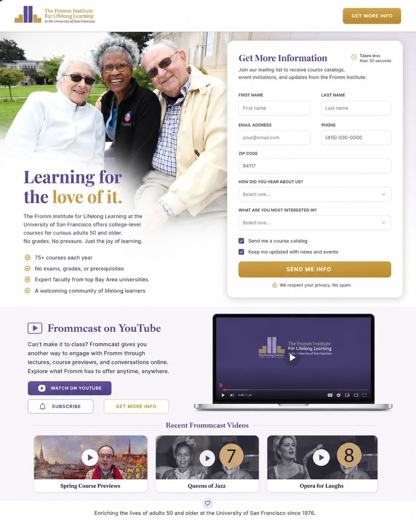 The Fromm Institute
For Lifelong Learning
at the University of San Francisco
GET MORE INFO
Get More Information
Takes less
than 30 seconds
Join our mailing list to receive course catalogs,
event invitations, and updates from the Fromm Institute.
FIRST NAME
LAST NAME
First name
Last name
EMAIL ADDRESS
PHONE
your@email.com
(415) 000-0000
ZIP CODE
94117
HOW DID YOU HEAR ABOUT US?
Select one...
WHAT ARE YOU MOST INTERESTED IN?
Select one...
Send me a course catalog
Keep me updated with news and events
SEND ME INFO
We respect your privacy. No spam.
Learning for
the love of it.
The Fromm Institute for Lifelong Learning at the
University of San Francisco offers college-level
courses for curious adults 50 and older.
No grades. No pressure. Just the joy of learning.
75+ courses each year
No exams, grades, or prerequisites
Expert faculty from top Bay Area universities
A welcoming community of lifelong learners
Frommcast on YouTube
Can't make it to class? Frommcast gives you
another way to engage with Fromm through
lectures, course previews, and conversations online.
Explore what Fromm has to offer anytime, anywhere.
WATCH ON YOUTUBE
SUBSCRIBE
GET MORE INFO
The Fromm Institute
For Lifelong Learning
Recent Frommcast Videos
7
8
Spring Course Previews
Queens of Jazz
Opera for Laughs
Enriching the lives of adults 50 and older at the University of San Francisco since 1976.